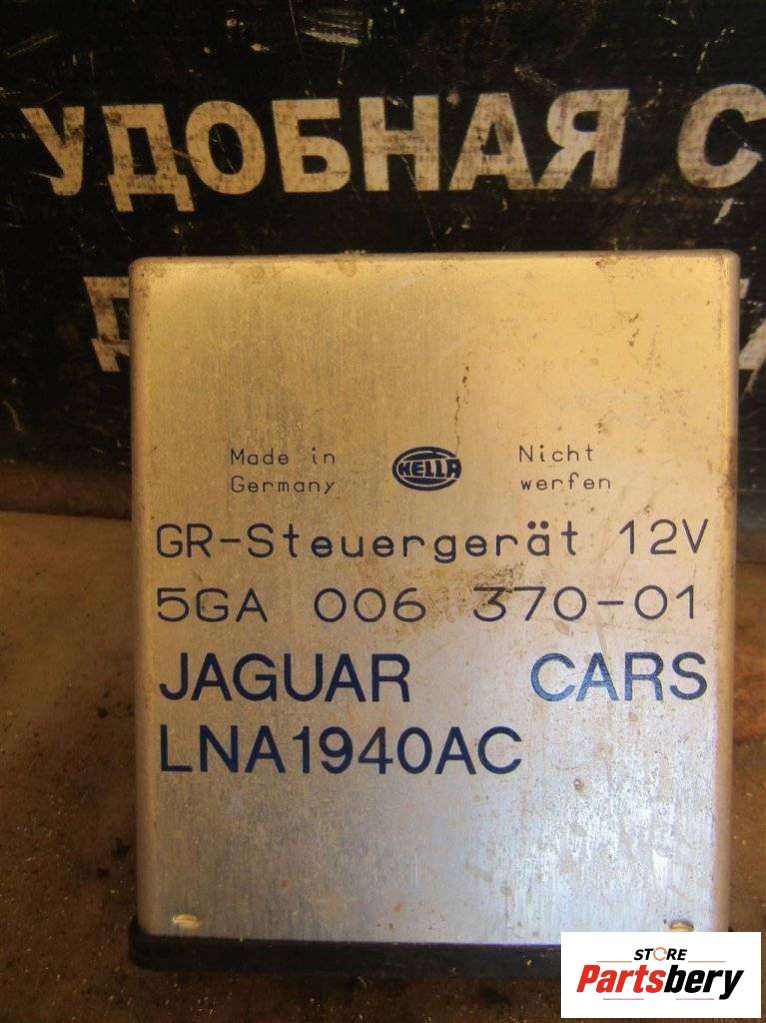 УДОБНАЯ С
Made in
Germany
HELLA
Nicht
werfen
GR-Steuergerät 12V
5GA 006 370-01
JAGUAR CARS
LNA1940AC
STORE
Partsbery